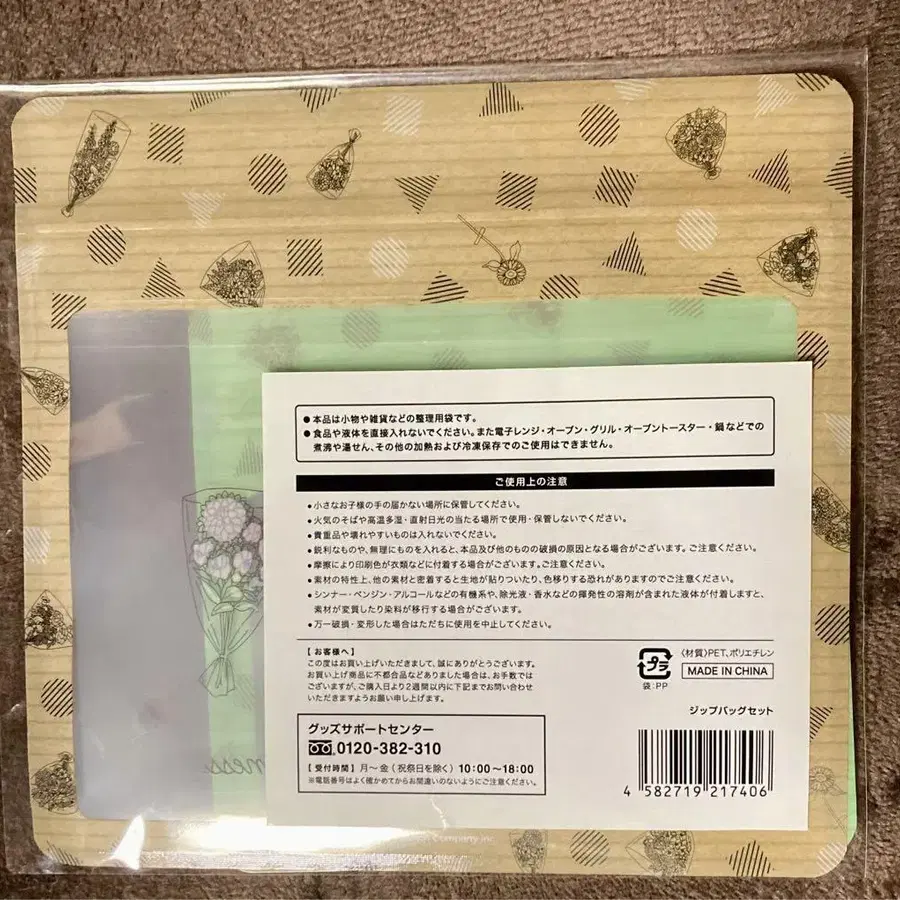 ●本品は小物や雑貨などの整理用袋です。
●食品や液体を直接入れないでください。また電子レンジ・オーブン・グリル・オーブントースター・鍋などでの
煮沸や湯せん、その他の加熱および冷凍保存でのご使用はできません。
ご使用上の注意
●小さなお子様の手の届かない場所に保管してください。
●火気のそばや高温多湿・直射日光の当たる場所で使用・保管しないでください。
●貴重品や壊れやすいものは入れないでください。
●鋭利なものや、無理にものを入れると、本品及び他のものの破損の原因となる場合がございます。ご注意ください。
●摩擦により印刷色が衣類などに付着する場合がございます。ご注意ください。
●素材の特性上、他の素材と密着すると生地が貼りついたり、色移りする恐れがありますのでご注意ください。
●シンナー・ベンジン・アルコールなどの有機系や、除光液・香水などの揮発性の溶剤が含まれた液体が付着しますと、
素材が変質したり染料が移行する場合がございます。
●万一破損・変形した場合はただちに使用を中止してください。
【お客様へ】
この度はお買い上げいただきまして、誠にありがとうございます。
お買い上げ商品に不都合品などありました場合は、お手数では
ございますが、ご購入日より2週間以内に下記までお問い合わせ
いただきますようお願い申し上げます。
プラ
袋:PP
〈材質〉PET、ポリエチレン
MADE IN CHINA
グッズサポートセンター
0120-382-310
【受付時間】月～金(祝祭日を除く)10:00～18:00
※電話番号はよく確かめてからお間違いのないようにご注意ください。
ジップバッグセット
4 582719 217406
Company,inc